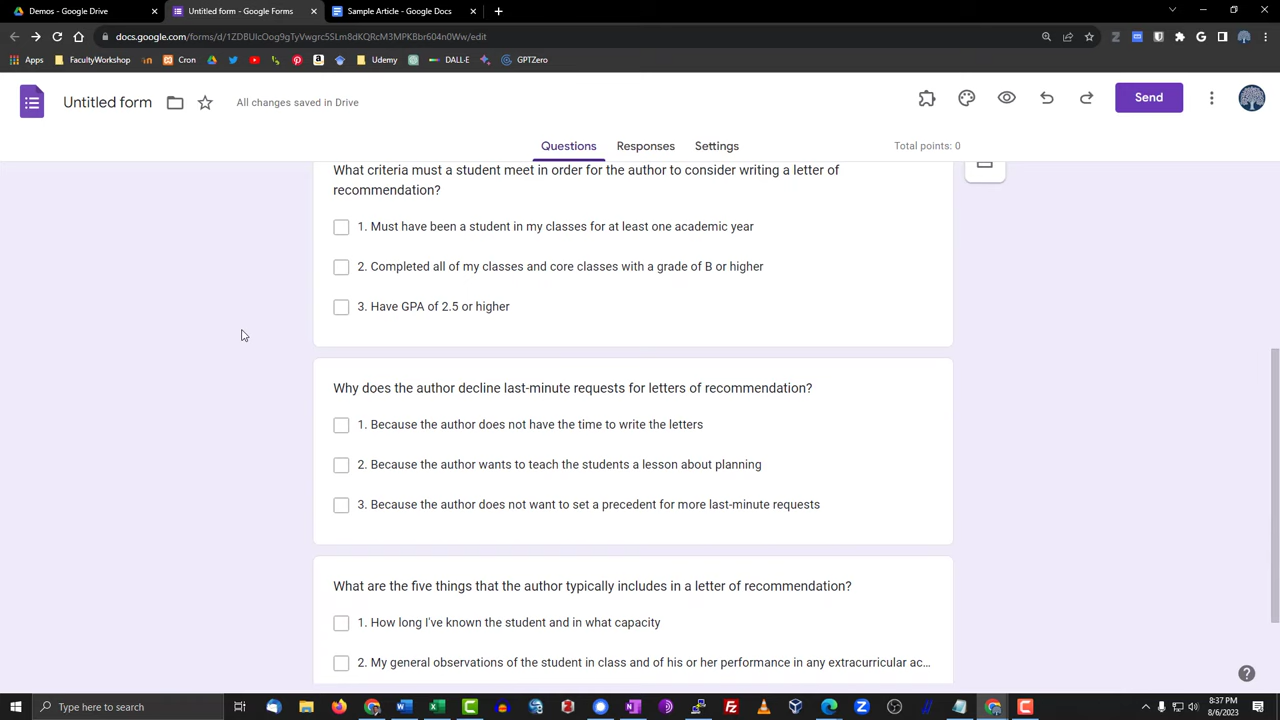 Demos - Google Drive
Untitled form - Google Forms
Sample Article - Google Docs
docs.google.com/forms/d/1ZDBUlcOog9gTyVwgrc5SLm8dKQRcM3MPKBbr604n0Ww/edit
Apps
FacultyWorkshop
Cron
Udemy
DALL-E
GPTZero
Untitled form
All changes saved in Drive
Send
Questions
Responses
Settings
Total points: 0
What criteria must a student meet in order for the author to consider writing a letter of
recommendation?
1. Must have been a student in my classes for at least one academic year
2. Completed all of my classes and core classes with a grade of B or higher
3. Have GPA of 2.5 or higher
Why does the author decline last-minute requests for letters of recommendation?
1. Because the author does not have the time to write the letters
2. Because the author wants to teach the students a lesson about planning
3. Because the author does not want to set a precedent for more last-minute requests
What are the five things that the author typically includes in a letter of recommendation?
1. How long I've known the student and in what capacity
2. My general observations of the student in class and of his or her performance in any extracurricular ac...
Type here to search
8:37 PM
8/6/2023